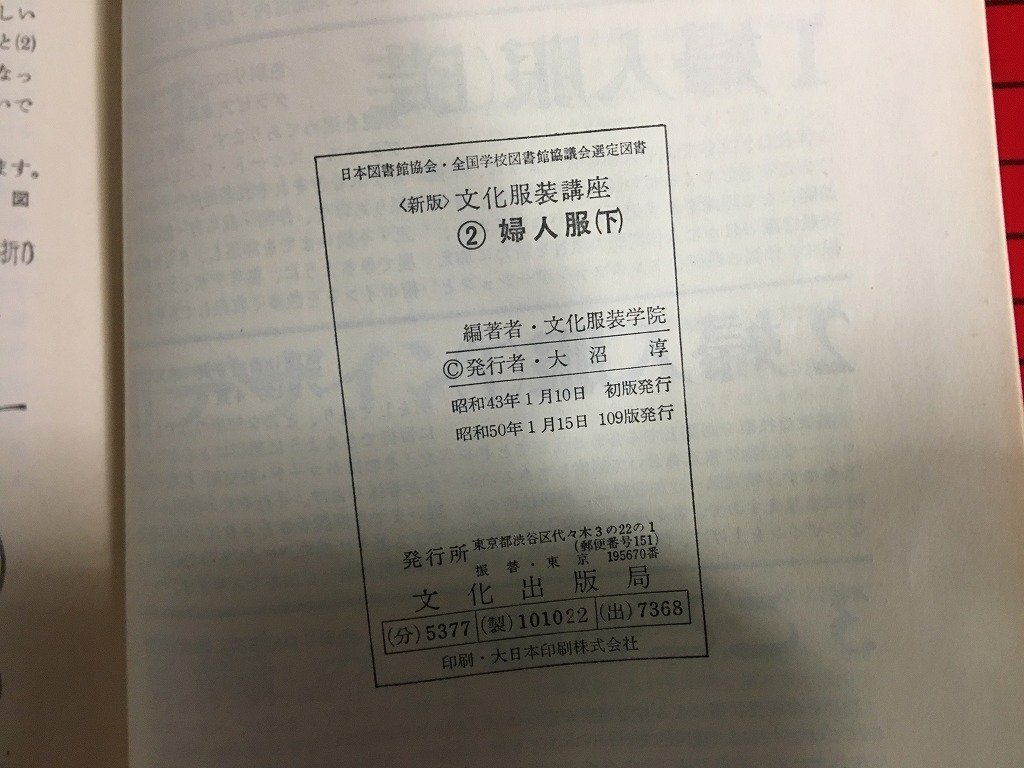 しい
と(2)
なっ
いで
ます。
図
折り
日本図書館協会・全国学校図書館協議会選定図書
〈新版〉文化服装講座
② 婦人服(下)
編著者・文化服装学院
©発行者・大沼 淳
昭和43年1月10日 初版発行
昭和50年1月15日 109版発行
発行所 東京都渋谷区代々木3の22の1
(郵便番号151)
振替・東京 195670番
文化出版局
(分)5377 (製)101022 (出)7368
印刷・大日本印刷株式会社